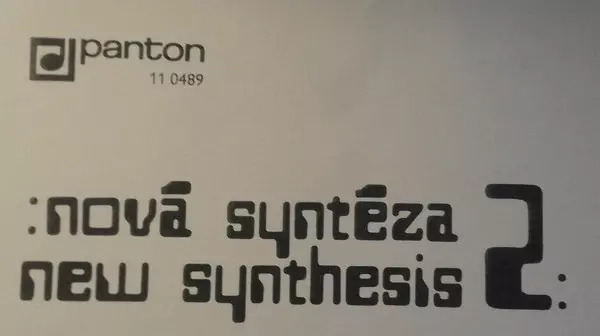 panton
11 0489
:nová syntéza
new synthesis 2: